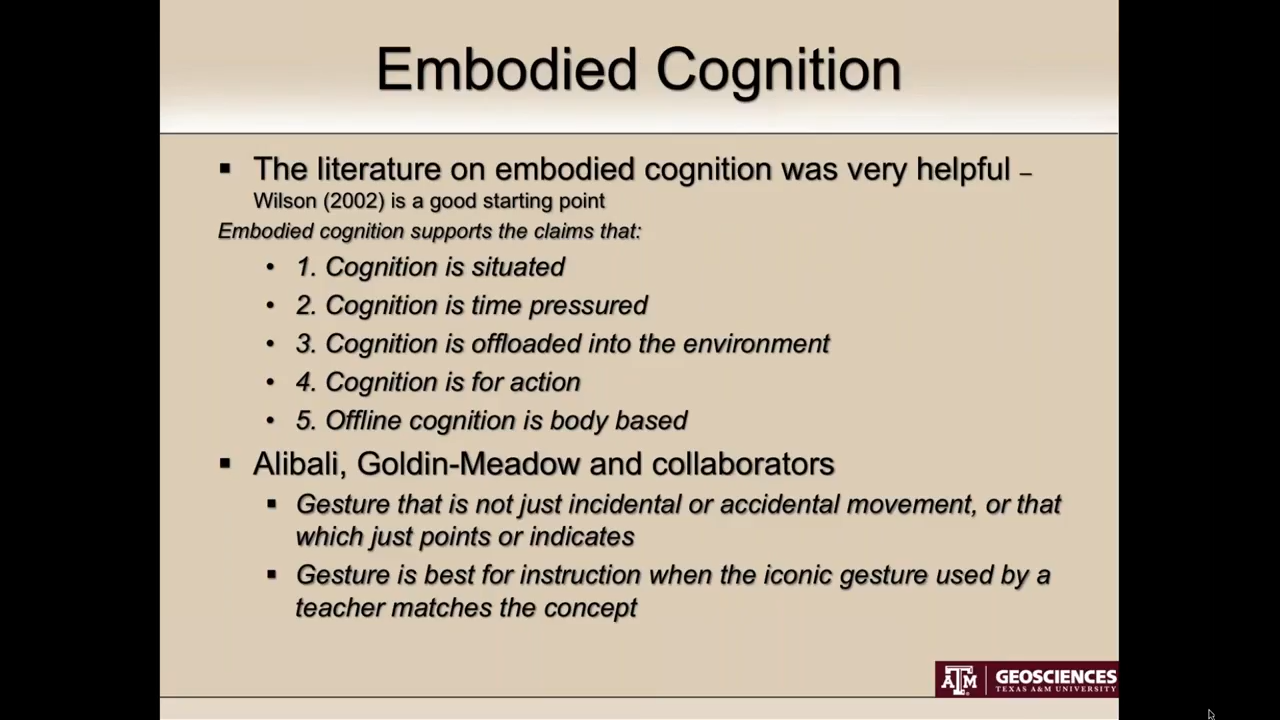 Embodied Cognition
▪ The literature on embodied cognition was very helpful –
Wilson (2002) is a good starting point
Embodied cognition supports the claims that:
• 1. Cognition is situated
• 2. Cognition is time pressured
• 3. Cognition is offloaded into the environment
• 4. Cognition is for action
• 5. Offline cognition is body based
▪ Alibali, Goldin-Meadow and collaborators
▪ Gesture that is not just incidental or accidental movement, or that
which just points or indicates
▪ Gesture is best for instruction when the iconic gesture used by a
teacher matches the concept
ATM GEOSCIENCES
TEXAS A&M UNIVERSITY